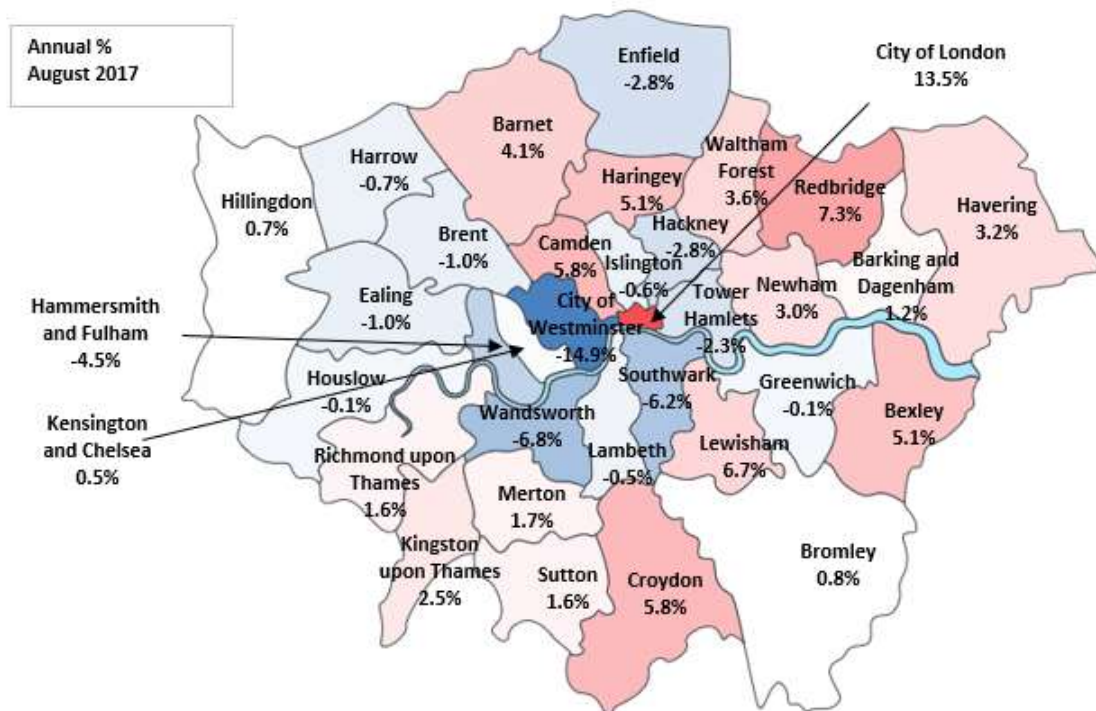 Annual %
August 2017
Enfield
-2.8%
City of London
13.5%
Barnet
4.1%
Waltham
Forest
3.6%
Harrow
-0.7%
Haringey
5.1%
Redbridge
7.3%
Hillingdon
0.7%
Havering
3.2%
Hackney
-2.8%
Brent
-1.0%
Camden
5.8%
Islington
-0.6%
Barking and
Dagenham
1.2%
Ealing
-1.0%
City of
Westminster
-14.9%
Tower
Hamlets
-2.3%
Newham
3.0%
Hammersmith
and Fulham
-4.5%
Houslow
-0.1%
Southwark
-6.2%
Greenwich
-0.1%
Kensington
and Chelsea
0.5%
Wandsworth
-6.8%
Bexley
5.1%
Lambeth
-0.5%
Lewisham
6.7%
Richmond upon
Thames
1.6%
Merton
1.7%
Kingston
upon Thames
2.5%
Sutton
1.6%
Croydon
5.8%
Bromley
0.8%